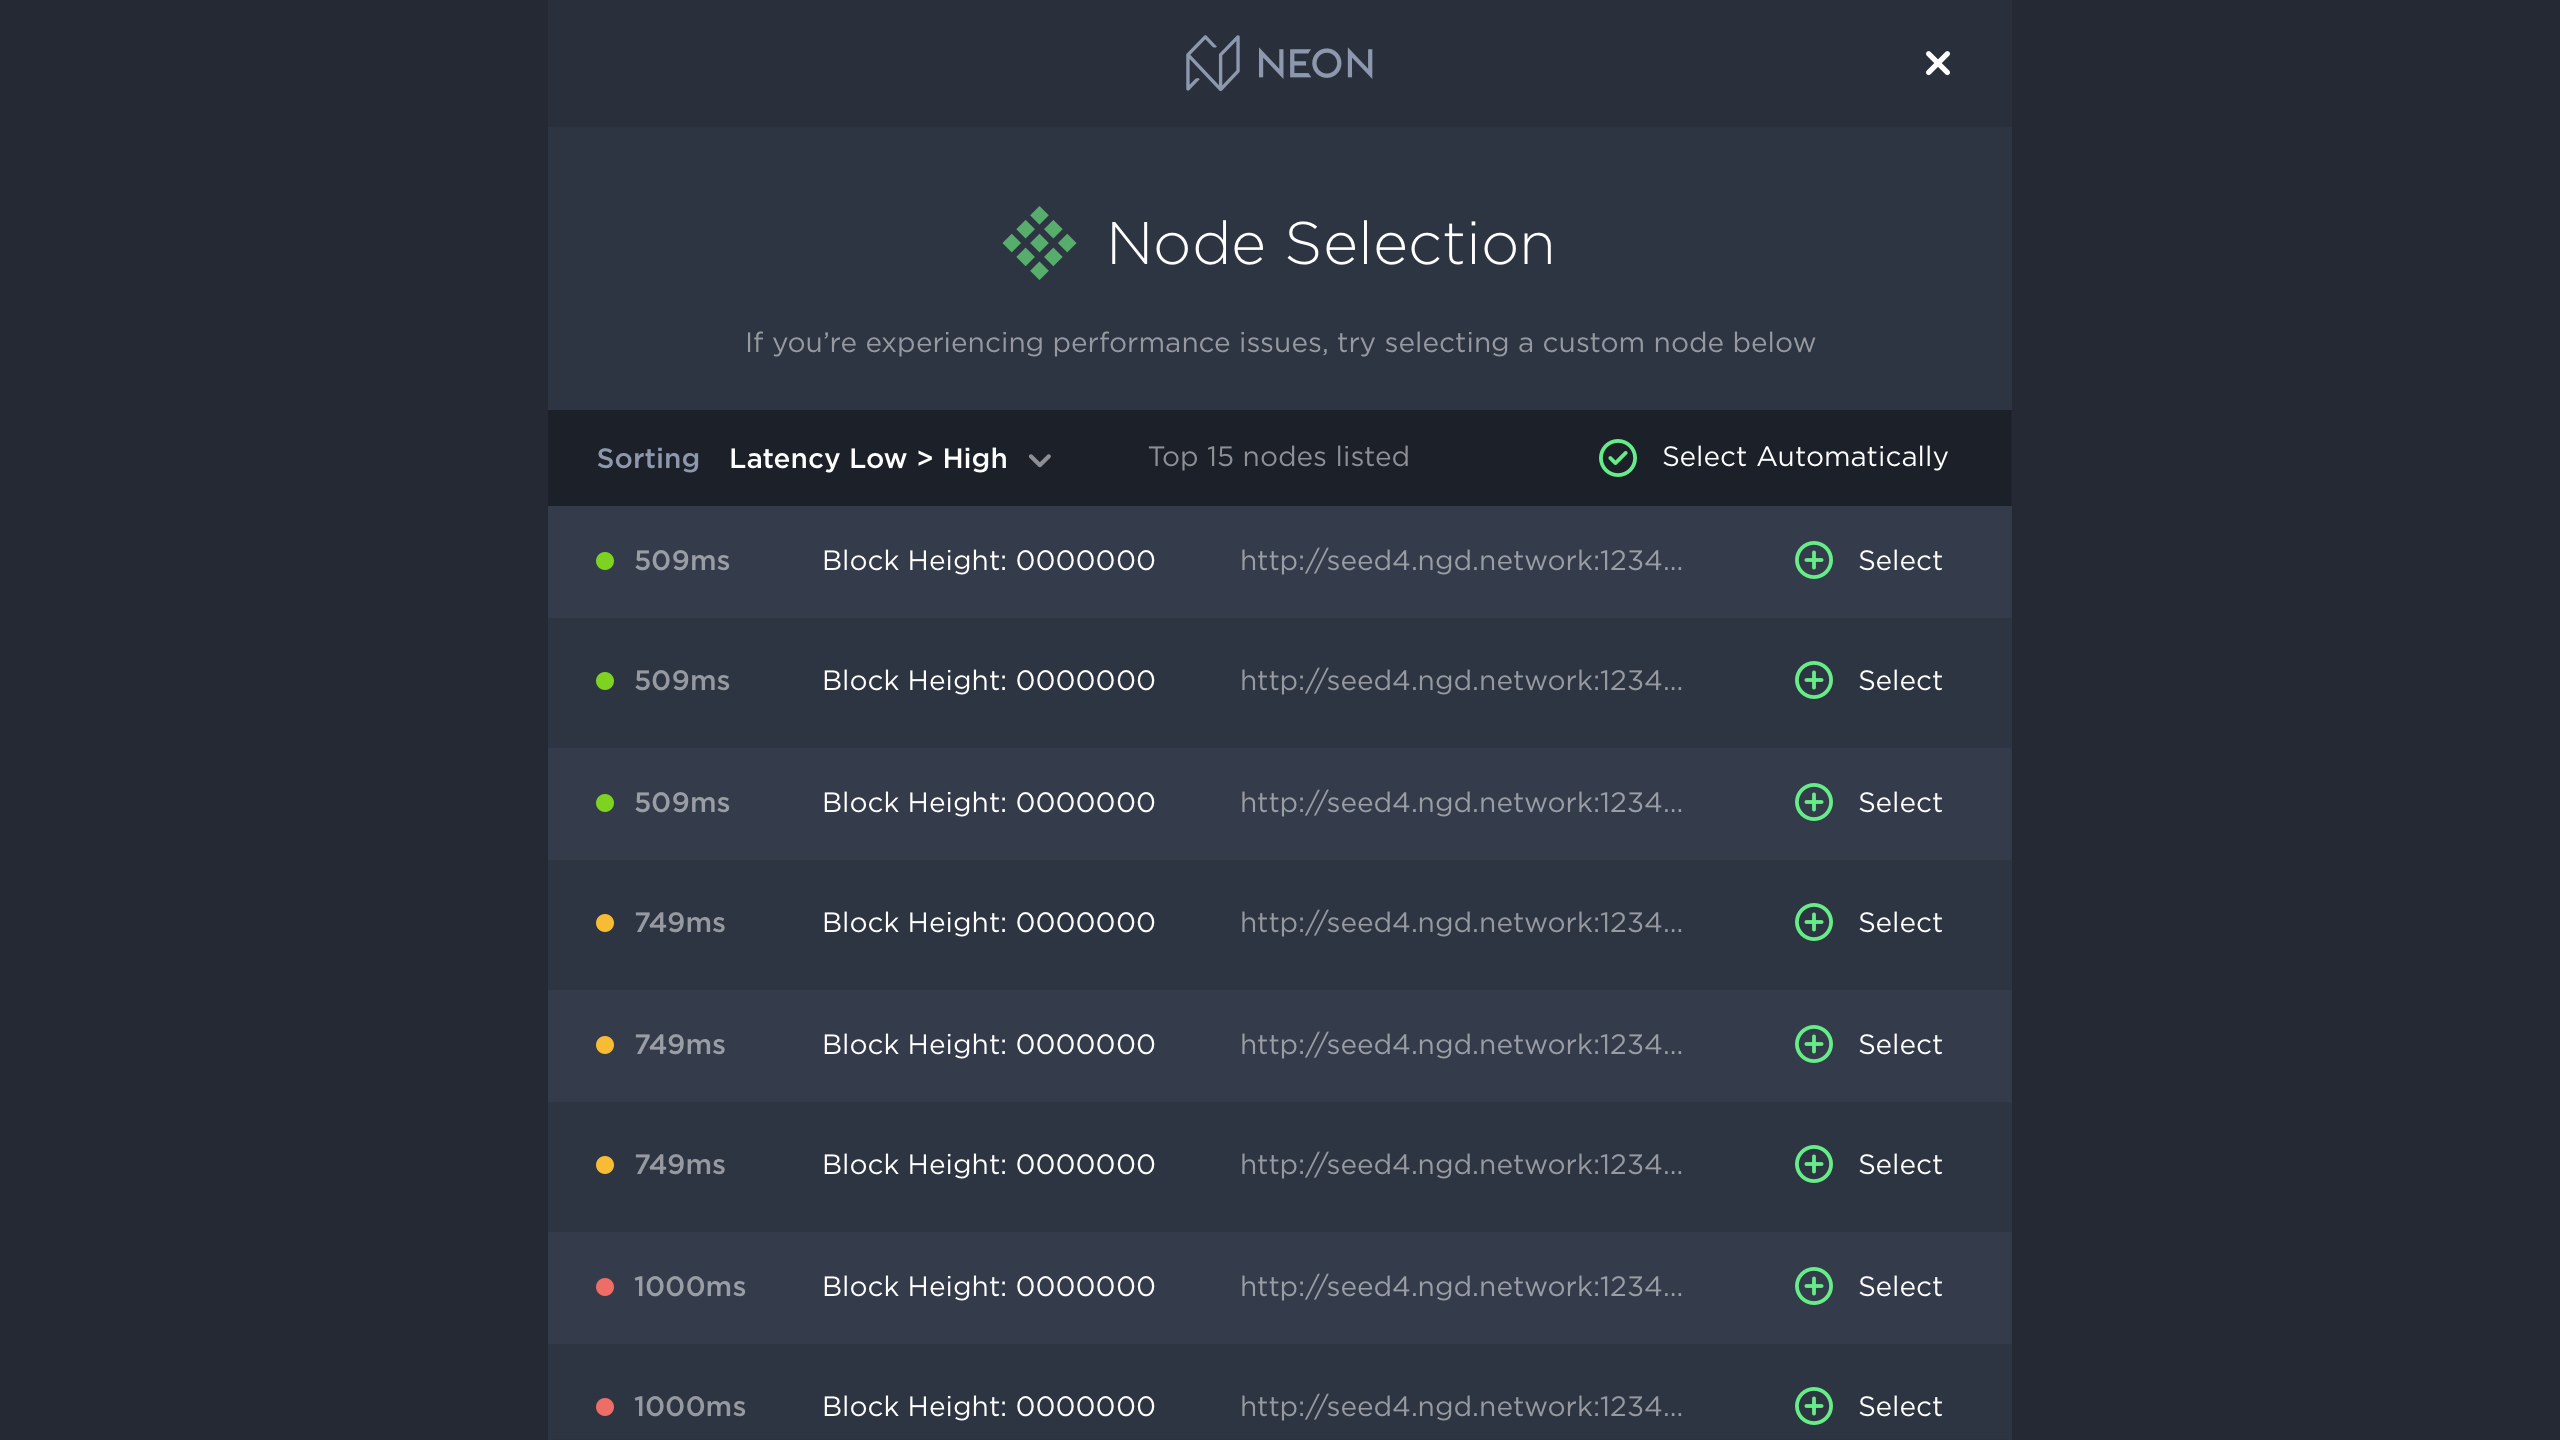 NEON
Node Selection
If you’re experiencing performance issues, try selecting a custom node below
Sorting Latency Low > High Top 15 nodes listed Select Automatically
509ms Block Height: 0000000 http://seed4.ngd.network:1234... Select
509ms Block Height: 0000000 http://seed4.ngd.network:1234... Select
509ms Block Height: 0000000 http://seed4.ngd.network:1234... Select
749ms Block Height: 0000000 http://seed4.ngd.network:1234... Select
749ms Block Height: 0000000 http://seed4.ngd.network:1234... Select
749ms Block Height: 0000000 http://seed4.ngd.network:1234... Select
1000ms Block Height: 0000000 http://seed4.ngd.network:1234... Select
1000ms Block Height: 0000000 http://seed4.ngd.network:1234... Select